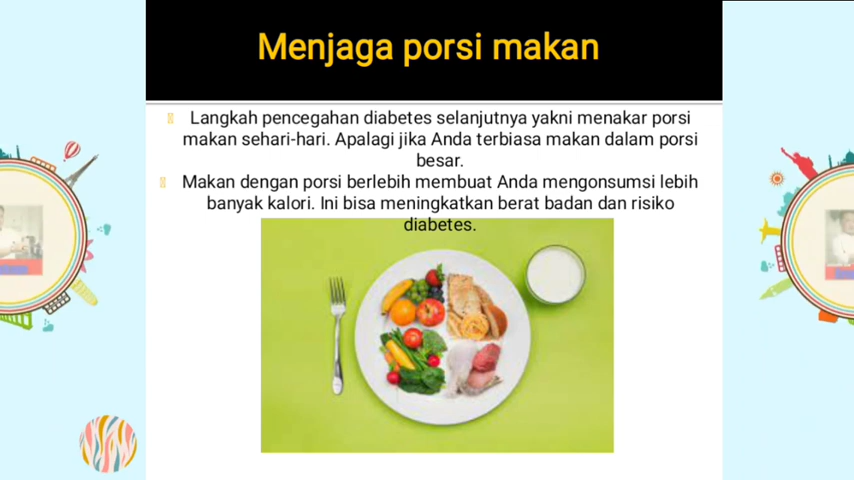 Menjaga porsi makan
Langkah pencegahan diabetes selanjutnya yakni menakar porsi
makan sehari-hari. Apalagi jika Anda terbiasa makan dalam porsi
besar.
Makan dengan porsi berlebih membuat Anda mengonsumsi lebih
banyak kalori. Ini bisa meningkatkan berat badan dan risiko
diabetes.